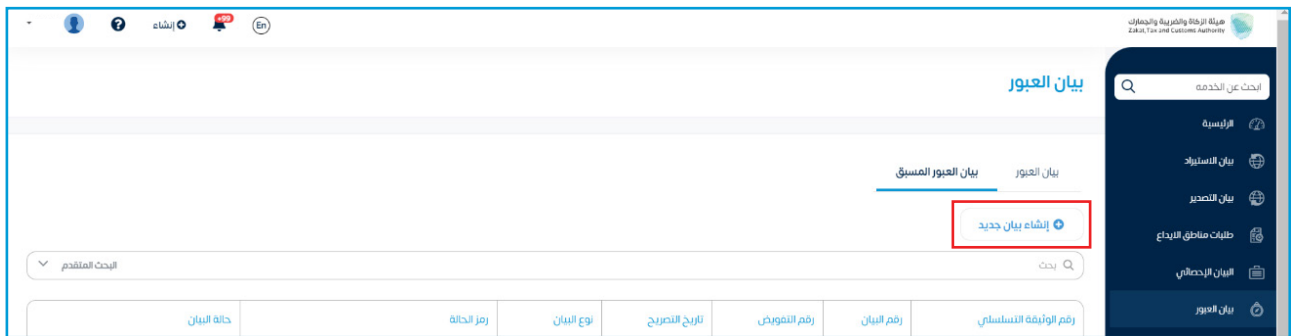 هيئة الزكاة والضريبة والجمارك
Zakat, Tax and Customs Authority
En
+99
إنشاء
ابحث عن الخدمه
الرئيسية
بيان الاستيراد
بيان التصدير
طلبات مناطق الايداع
البيان الإحصائي
بيان العبور
بيان العبور
بيان العبور
بيان العبور المسبق
إنشاء بيان جديد
بحث
البحث المتقدم
رقم الوثيقة التسلسلي
رقم البيان
رقم التفويض
تاريخ التصريح
نوع البيان
رمز الحالة
حالة البيان